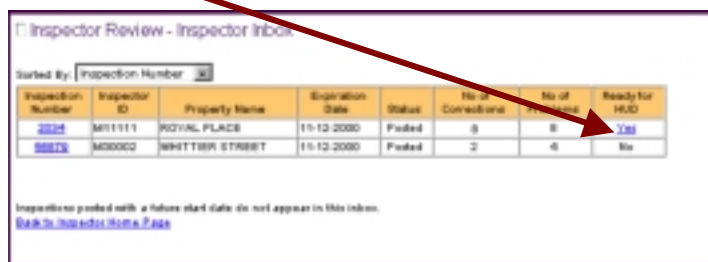 Inspector Review - Inspector Inbox
Sorted By: Inspection Number
Inspection Number Inspector ID Property Name Expiration Date Status No of Corrections No of Problems Ready for HUD
M11111 ROYAL PLACE 11-12-2000 Posted Yes
M00002 WHITTIER STREET 11-12-2000 Posted 2 No
Inspections posted with a future start date do not appear in this inbox.
Back to Inspector Home Page